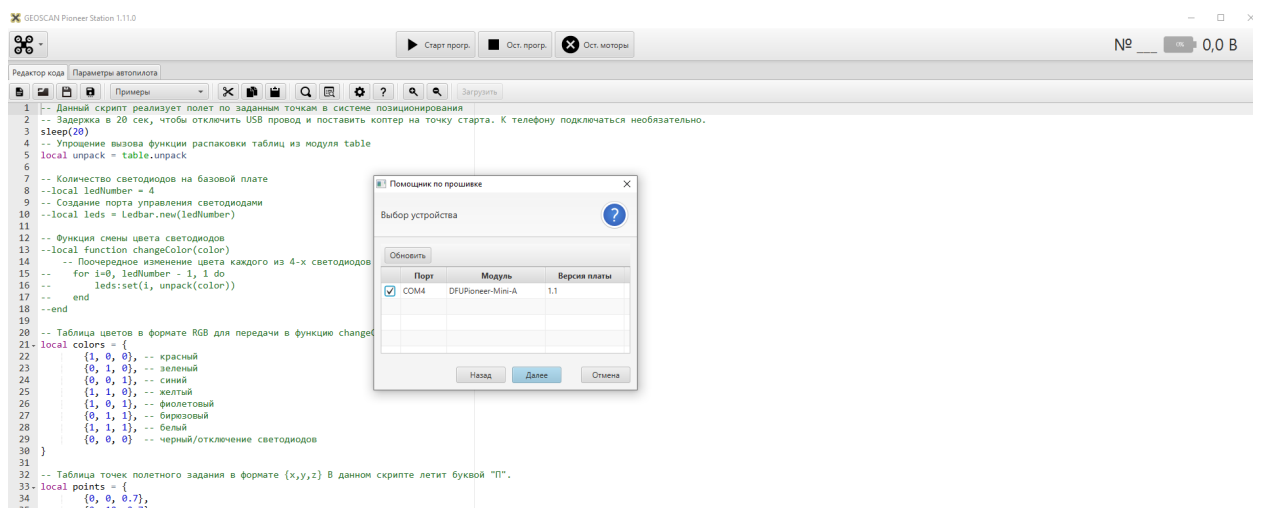 GEOSCAN Pioneer Station 1.11.0
Старт прогр. Ост. прогр. Ост. моторы
№ ___ 0% 0,0 В
Редактор кода Параметры автопилота
Примеры Загрузить
1 -- Данный скрипт реализует полет по заданным точкам в системе позиционирования
2 -- Задержка в 20 сек, чтобы отключить USB провод и поставить коптер на точку старта. К телефону подключаться необязательно.
3 sleep(20)
4 -- Упрощение вызова функции распаковки таблиц из модуля table
5 local unpack = table.unpack
6
7 -- Количество светодиодов на базовой плате
8 --local ledNumber = 4
9 -- Создание порта управления светодиодами
10 --local leds = Ledbar.new(ledNumber)
11
12 -- Функция смены цвета светодиодов
13 --local function changeColor(color)
14 -- Поочередное изменение цвета каждого из 4-х светодиодов
15 -- for i=0, ledNumber - 1, 1 do
16 -- leds:set(i, unpack(color))
17 -- end
18 --end
19
20 -- Таблица цветов в формате RGB для передачи в функцию changeC
21 local colors = {
22 {1, 0, 0}, -- красный
23 {0, 1, 0}, -- зеленый
24 {0, 0, 1}, -- синий
25 {1, 1, 0}, -- желтый
26 {1, 0, 1}, -- фиолетовый
27 {0, 1, 1}, -- бирюзовый
28 {1, 1, 1}, -- белый
29 {0, 0, 0} -- черный/отключение светодиодов
30 }
31
32 -- Таблица точек полетного задания в формате {x,y,z} В данном скрипте летит буквой "П".
33 local points = {
34 {0, 0, 0.7},
Помощник по прошивке
Выбор устройства
Обновить
Порт Модуль Версия платы
COM4 DFUPioneer-Mini-A 1.1
Назад Далее Отмена